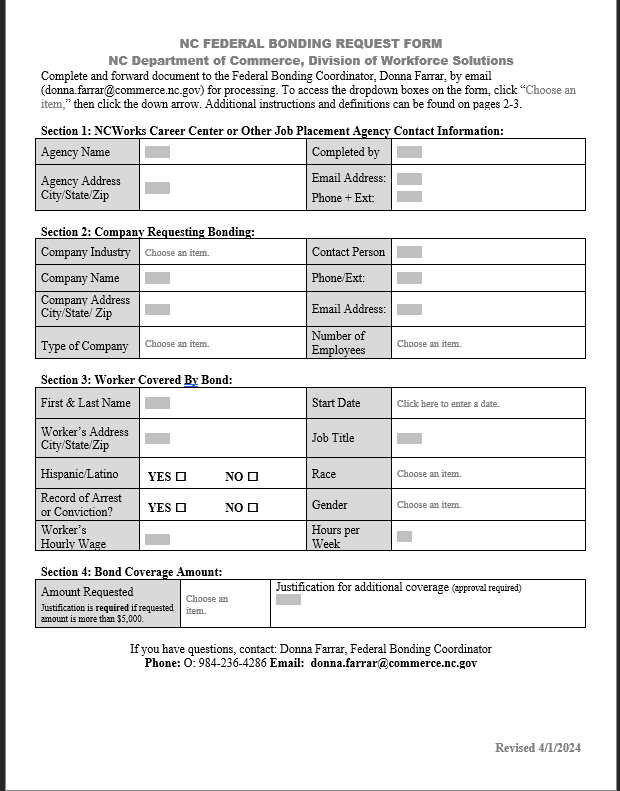 NC FEDERAL BONDING REQUEST FORM
NC Department of Commerce, Division of Workforce Solutions
Complete and forward document to the Federal Bonding Coordinator, Donna Farrar, by email
(donna.farrar@commerce.nc.gov) for processing. To access the dropdown boxes on the form, click “Choose an
item,” then click the down arrow. Additional instructions and definitions can be found on pages 2-3.
Section 1: NCWorks Career Center or Other Job Placement Agency Contact Information:
Agency Name
Completed by
Agency Address
City/State/Zip
Email Address:
Phone + Ext:
Section 2: Company Requesting Bonding:
Company Industry
Choose an item.
Contact Person
Company Name
Phone/Ext:
Company Address
City/State/ Zip
Email Address:
Type of Company
Choose an item.
Number of
Employees
Choose an item.
Section 3: Worker Covered By Bond:
First & Last Name
Start Date
Click here to enter a date.
Worker’s Address
City/State/Zip
Job Title
Hispanic/Latino
YES ☐ NO ☐
Race
Choose an item.
Record of Arrest
or Conviction?
YES ☐ NO ☐
Gender
Choose an item.
Worker’s
Hourly Wage
Hours per
Week
Section 4: Bond Coverage Amount:
Amount Requested
Justification is required if requested
amount is more than $5,000.
Choose an
item.
Justification for additional coverage (approval required)
If you have questions, contact: Donna Farrar, Federal Bonding Coordinator
Phone: O: 984-236-4286 Email: donna.farrar@commerce.nc.gov
Revised 4/1/2024